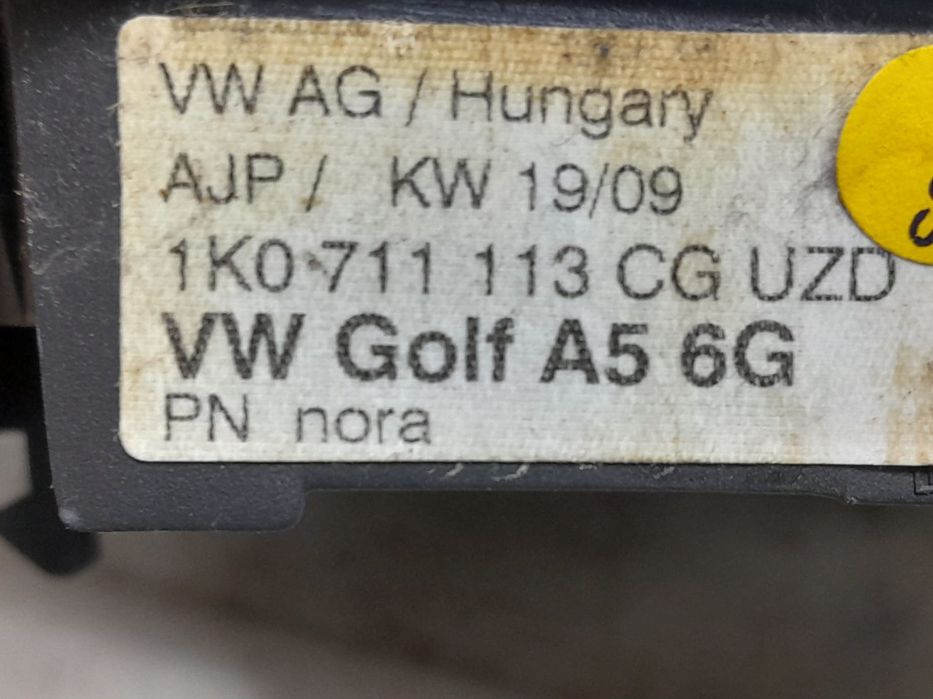 VW AG / Hungary
AJP / KW 19/09
1K0 711 113 CG UZD
VW Golf A5 6G
PN nora